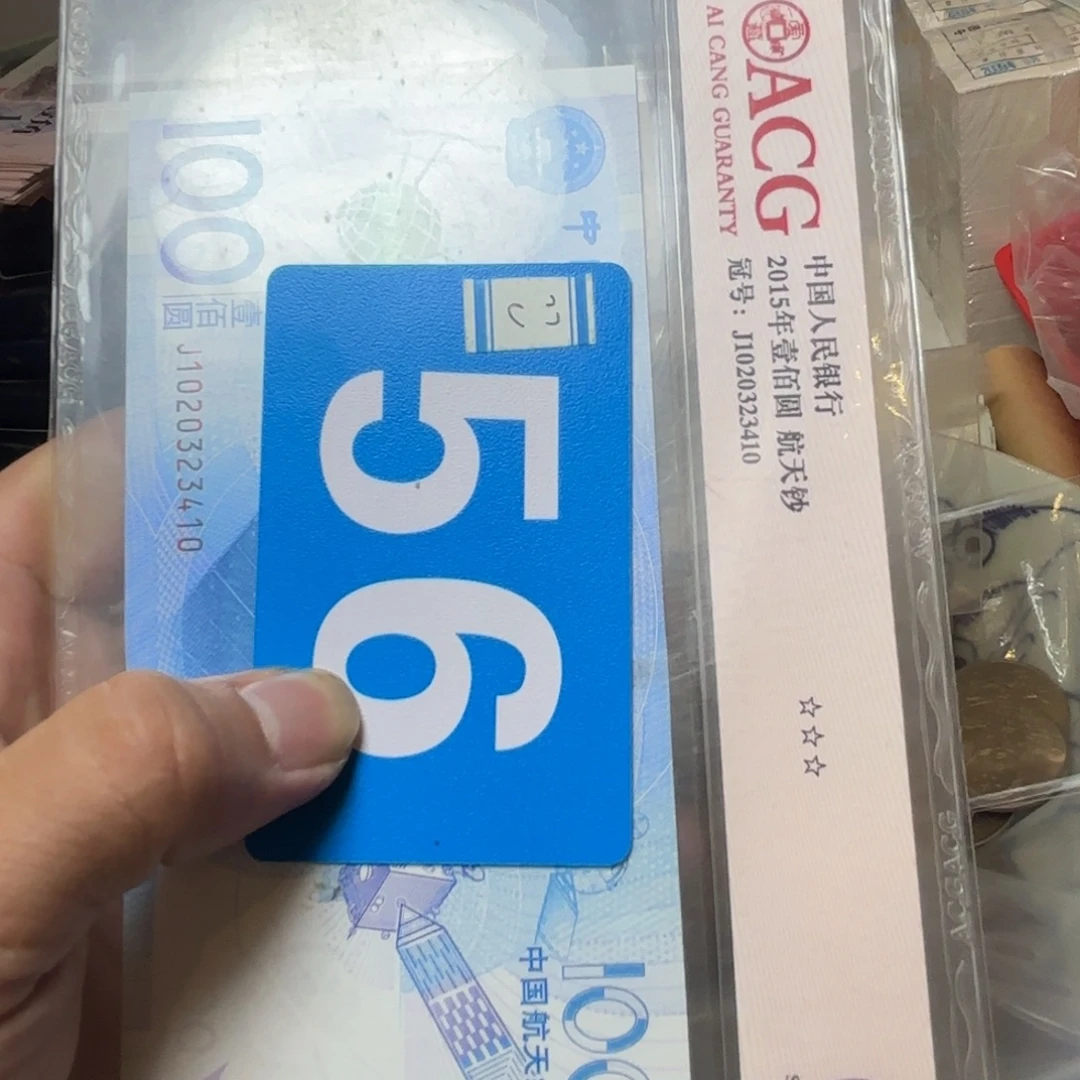 ACG
AI CANG GUARANTY
中国人民银行
2015年壹佰圆 航天钞
冠号: J1020323410
☆☆☆
中
56
100
壹佰圆
J1020323410
100
中国航天